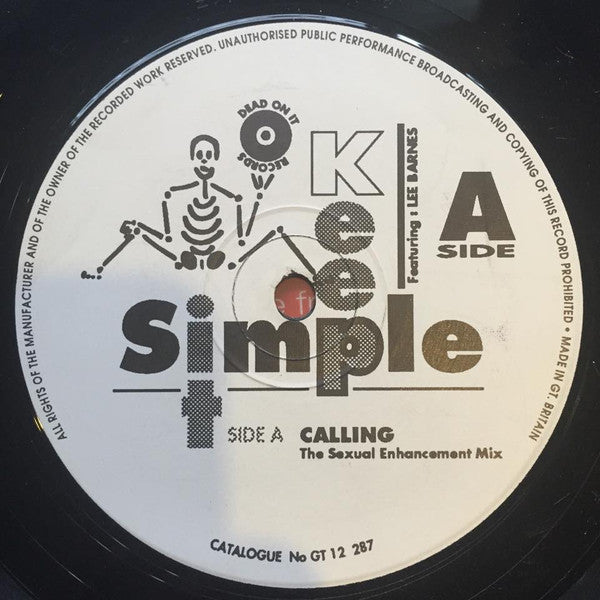 ALL RIGHTS OF THE MANUFACTURER AND OF THE OWNER OF THE RECORDED WORK RESERVED. UNAUTHORISED PUBLIC PERFORMANCE BROADCASTING AND COPYING OF THIS RECORD PROHIBITED • MADE IN GT. BRITAIN
DEAD ON IT
RECORDS
Keep
it
Simple
Featuring : LEE BARNES
A
SIDE
SIDE A CALLING
The Sexual Enhancement Mix
CATALOGUE No GT 12 287